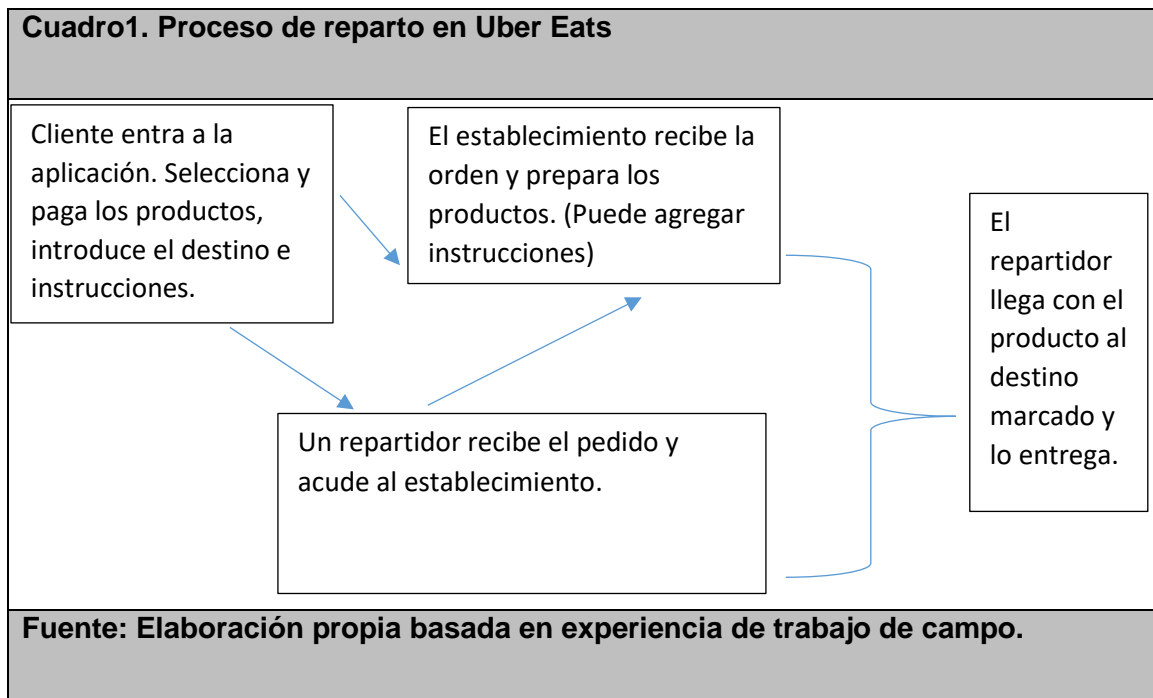 Cuadro1. Proceso de reparto en Uber Eats
Cliente entra a la
aplicación. Selecciona y
paga los productos,
introduce el destino e
instrucciones.
El establecimiento recibe la
orden y prepara los
productos. (Puede agregar
instrucciones)
Un repartidor recibe el pedido y
acude al establecimiento.
El
repartidor
llega con el
producto al
destino
marcado y
lo entrega.
Fuente: Elaboración propia basada en experiencia de trabajo de campo.